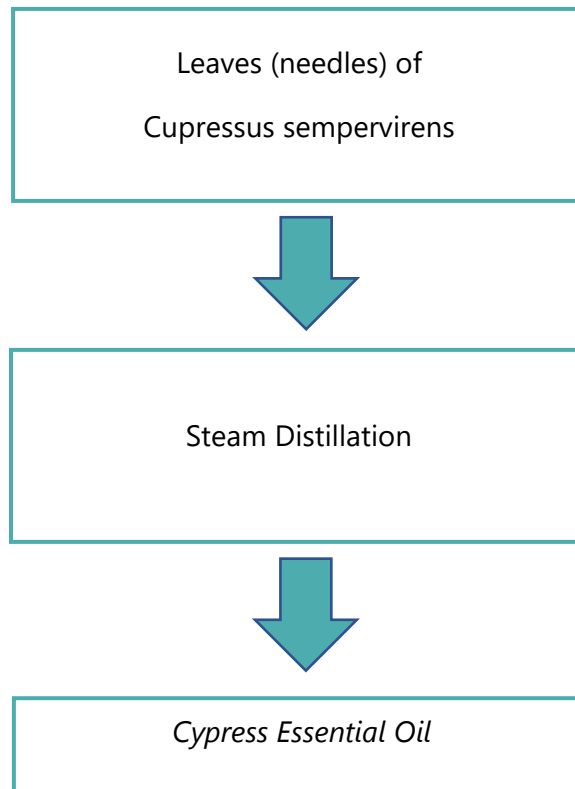 Leaves (needles) of
Cupressus sempervirens
Steam Distillation
Cypress Essential Oil